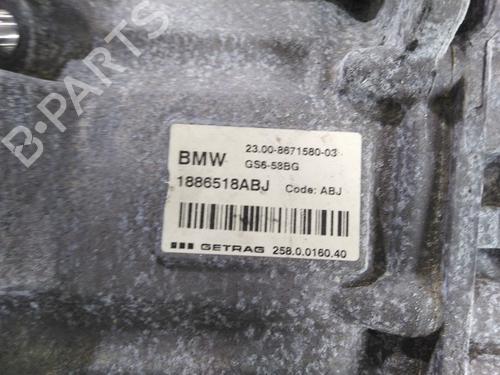 B-PARTS
BMW 23.00-8671580-03
GS6-53BG
1886518ABJ Code: ABJ
GETRAG 258.0.0160.40